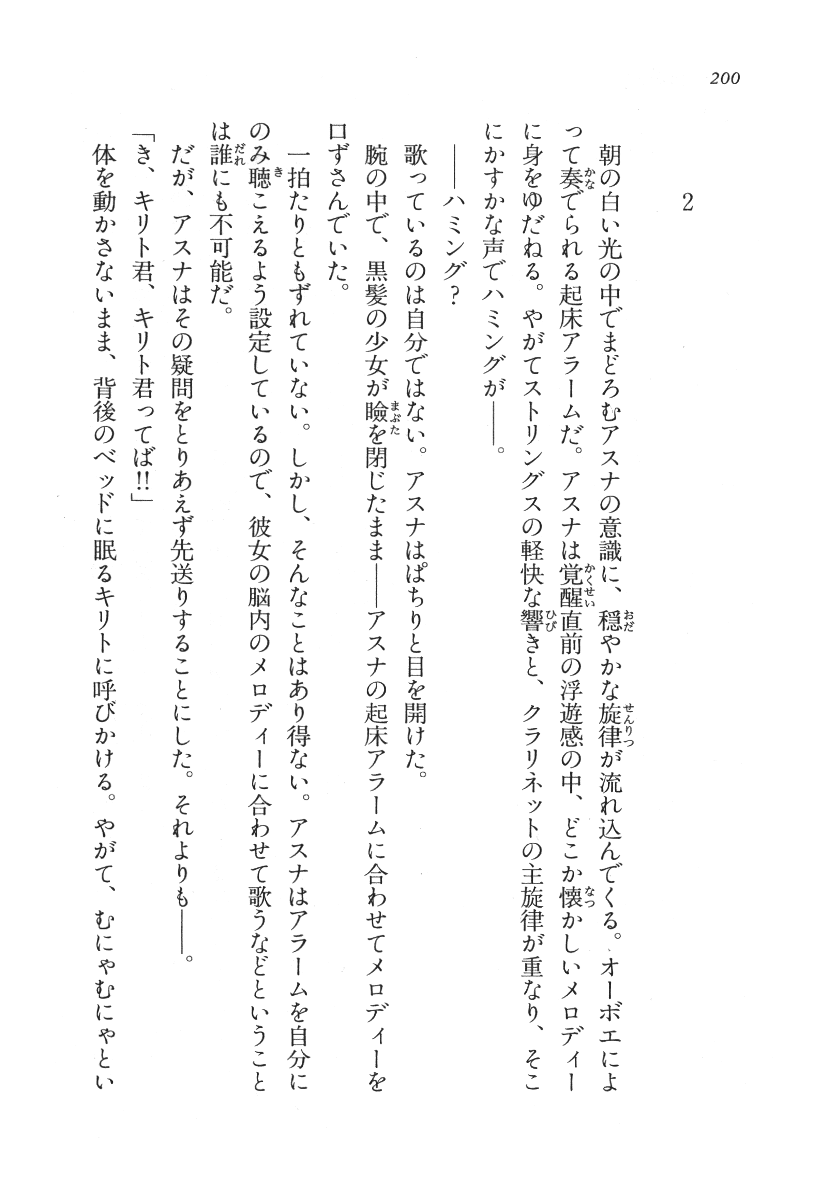 200
2
朝の白い光の中でまどろむアスナの意識に、穏やかな旋律が流れ込んでくる。オーボエによ
って奏でられる起床アラームだ。アスナは覚醒直前の浮遊感の中、どこか懐かしいメロディー
に身をゆだねる。やがてストリングスの軽快な響きと、クラリネットの主旋律が重なり、そこ
にかすかな声でハミングが——。
——ハミング?
歌っているのは自分ではない。アスナはぱちりと目を開けた。
腕の中で、黒髪の少女が瞼を閉じたまま——アスナの起床アラームに合わせてメロディーを
口ずさんでいた。
一拍たりともずれていない。しかし、そんなことはあり得ない。アスナはアラームを自分に
のみ聴こえるよう設定しているので、彼女の脳内のメロディーに合わせて歌うなどということ
は誰にも不可能だ。
だが、アスナはその疑問をとりあえず先送りすることにした。それよりも——。
「き、キリト君、キリト君ってば!!」
体を動かさないまま、背後のベッドに眠るキリトに呼びかける。やがて、むにゃむにゃとい